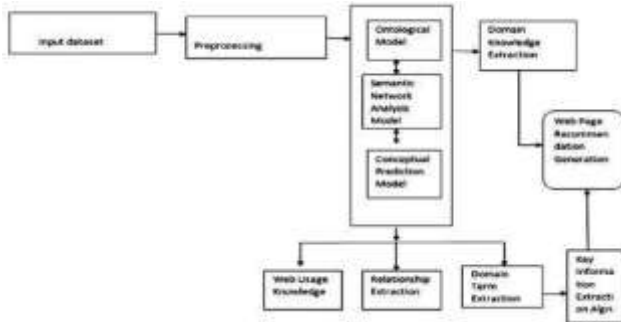 Input dataset
Preprocessing
Ontological
Model
Semantic
Network
Analysis
Model
Conceptual
Prediction
Model
Domain
Knowledge
Extraction
Web Page
Recommen
dation
Generation
Web Usage
Knowledge
Relationship
Extraction
Domain
Term
Extraction
Key
Informa
tion
Extracti
on Algn